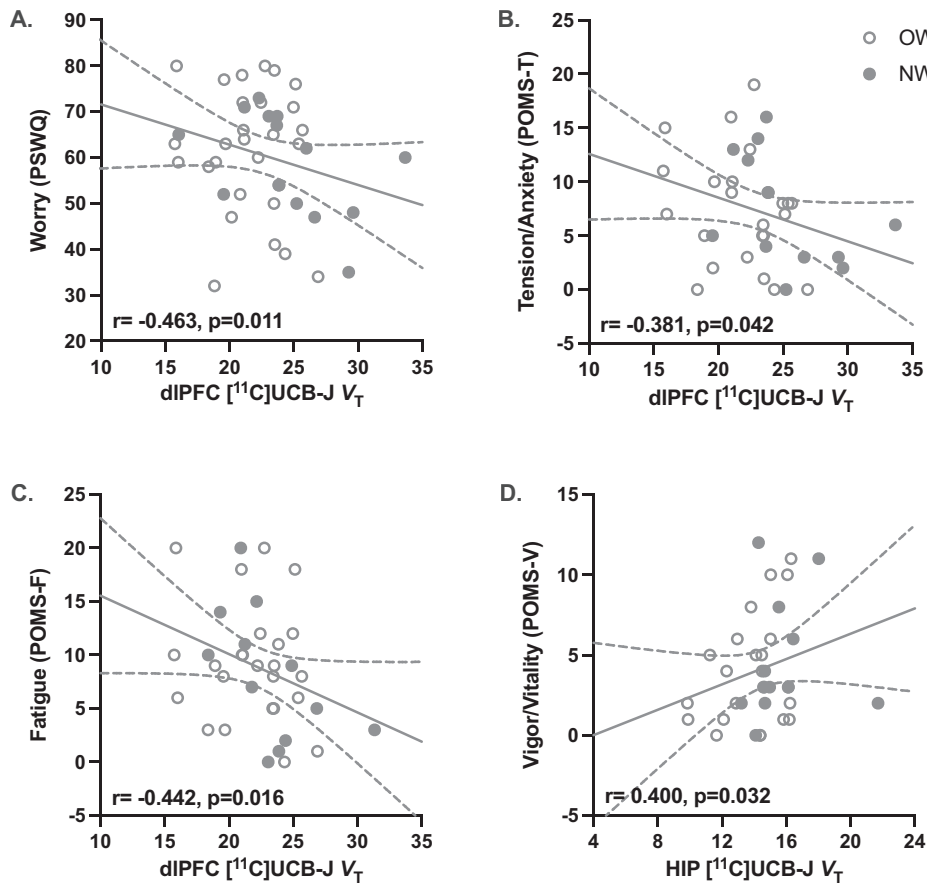 A.
Worry (PSWQ)
90
80
70
60
50
40
30
20
r= -0.463, p=0.011
10 15 20 25 30 35
dlPFC [¹¹C]UCB-J V_T
B.
Tension/Anxiety (POMS-T)
25
20
15
10
5
0
-5
OW
NW
r= -0.381, p=0.042
10 15 20 25 30 35
dlPFC [¹¹C]UCB-J V_T
C.
Fatigue (POMS-F)
25
20
15
10
5
0
-5
r= -0.442, p=0.016
10 15 20 25 30 35
dlPFC [¹¹C]UCB-J V_T
D.
Vigor/Vitality (POMS-V)
15
10
5
0
-5
r= 0.400, p=0.032
4 8 12 16 20 24
HIP [¹¹C]UCB-J V_T